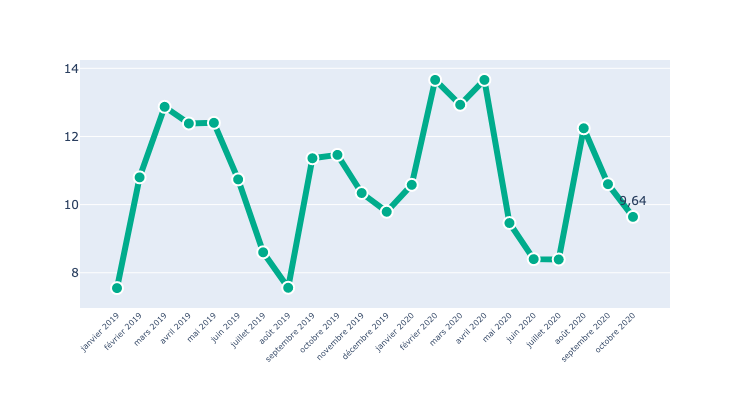 14
12
10
8
9,64
janvier 2019
février 2019
mars 2019
avril 2019
mai 2019
juin 2019
juillet 2019
août 2019
septembre 2019
octobre 2019
novembre 2019
décembre 2019
janvier 2020
février 2020
mars 2020
avril 2020
mai 2020
juin 2020
juillet 2020
août 2020
septembre 2020
octobre 2020